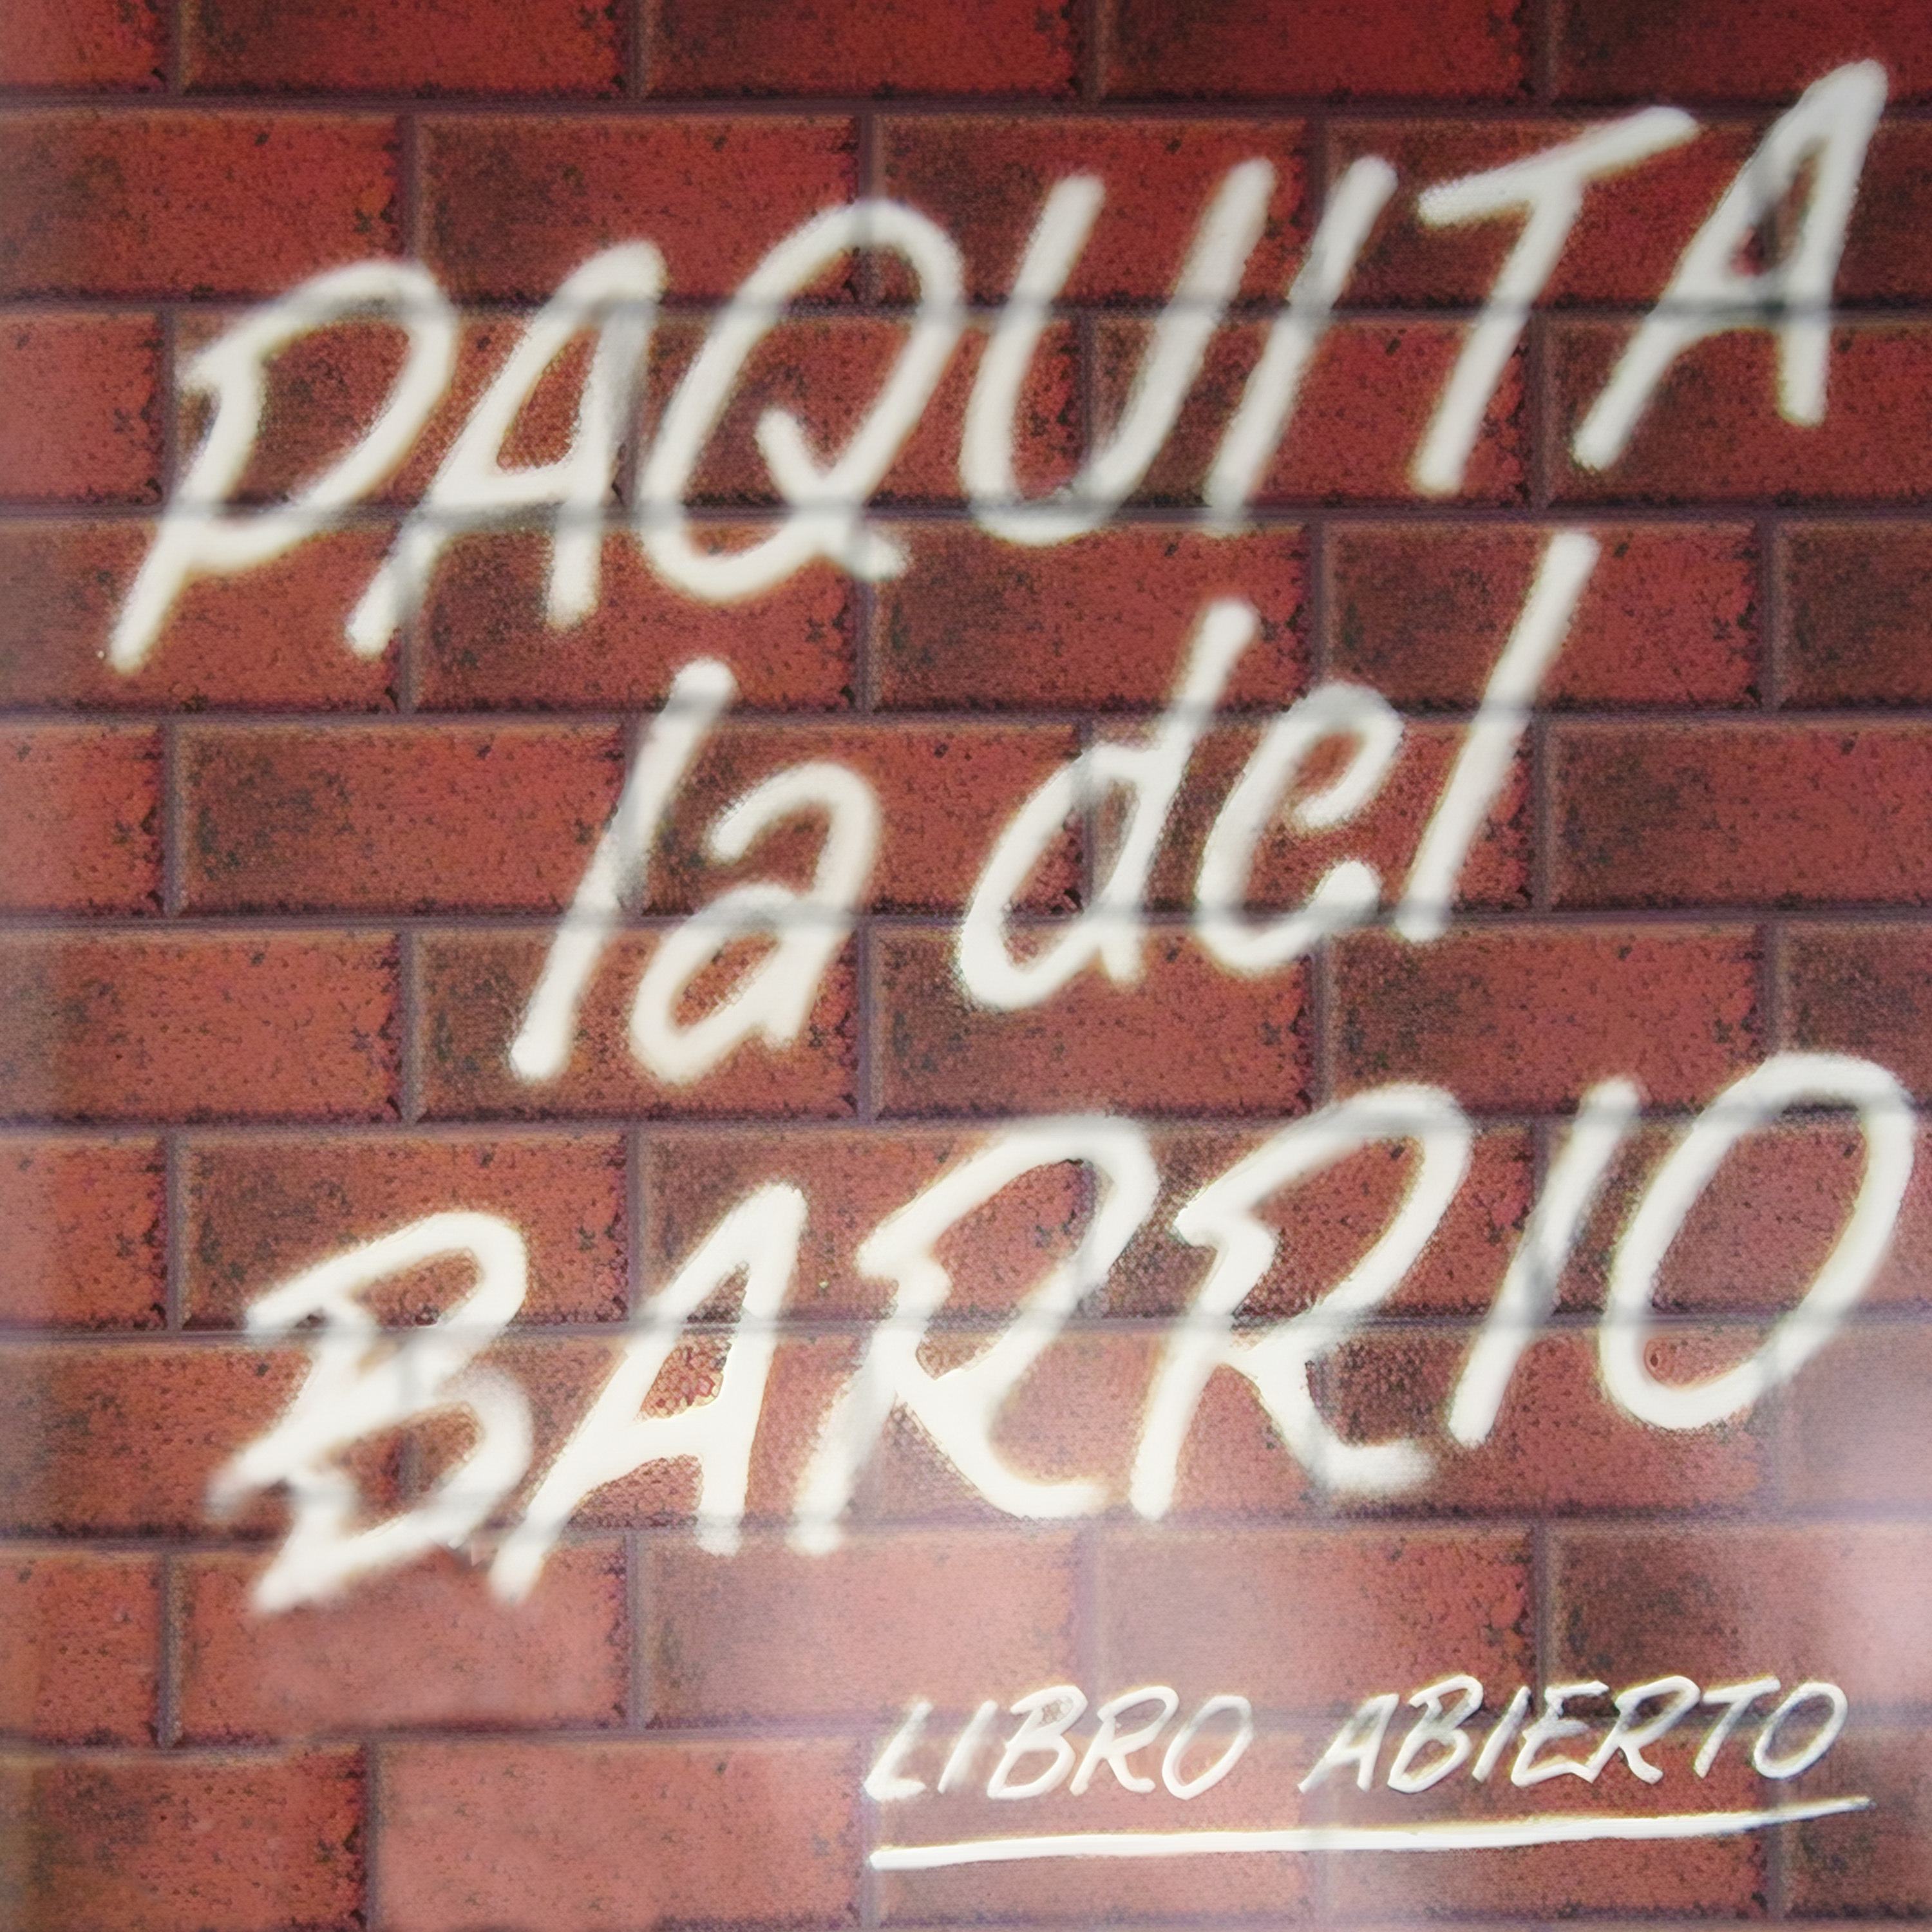 PAQUITA
la del
BARRIO
LIBRO ABIERTO